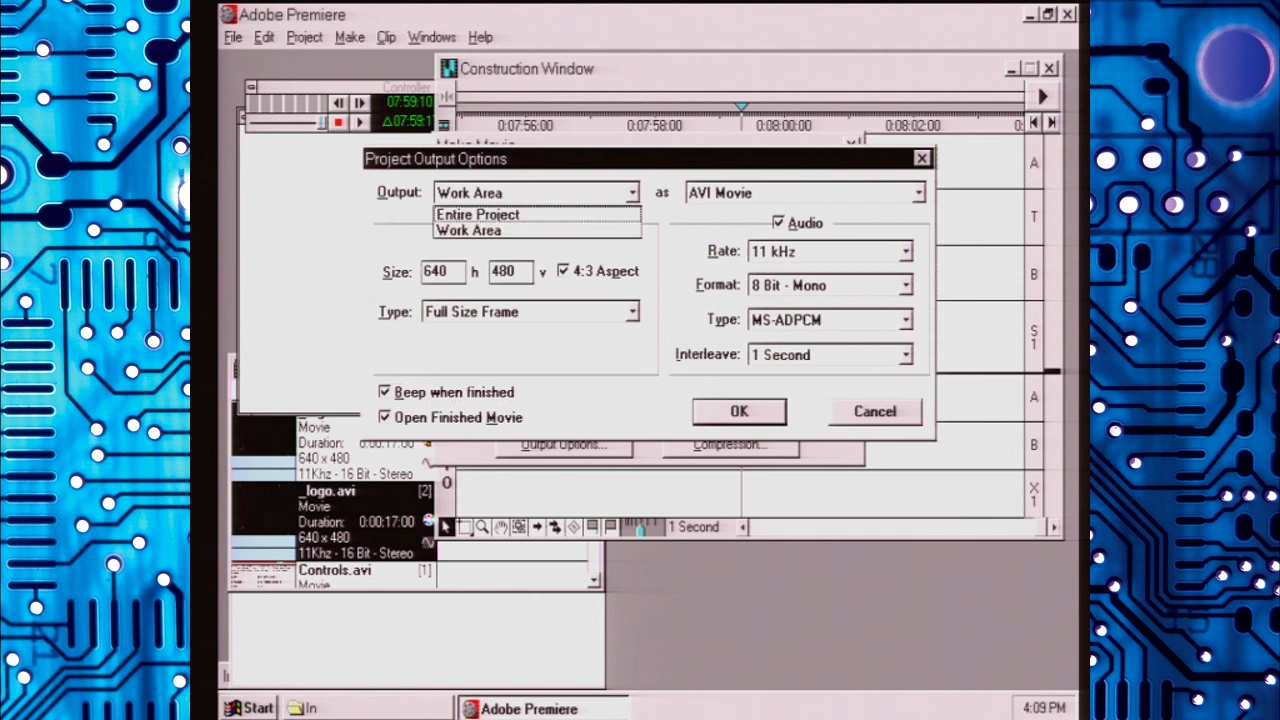 Adobe Premiere
File Edit Project Make Clip Windows Help
Construction Window
Controller
07:59:10
△07:59:1
0:07:56:00 0:07:58:00 0:08:00:00 0:08:02:00 0:
Project Output Options
Output: Work Area as AVI Movie
Entire Project
Work Area
Audio
Rate: 11 kHz
Size: 640 h 480 v 4:3 Aspect
Format: 8 Bit - Mono
Type: Full Size Frame
Type: MS-ADPCM
Interleave: 1 Second
Beep when finished
Open Finished Movie
OK Cancel
Output Options... Compression...
A
T
B
S
1
A
B
X
1
Movie
Duration: 0:00:17:00
640 x 480
11Khz - 16 Bit - Stereo
_logo.avi [2]
Movie
Duration: 0:00:17:00
640 x 480
11Khz - 16 Bit - Stereo
Controls.avi [1]
Movie
1 Second
Start In Adobe Premiere 4:09 PM